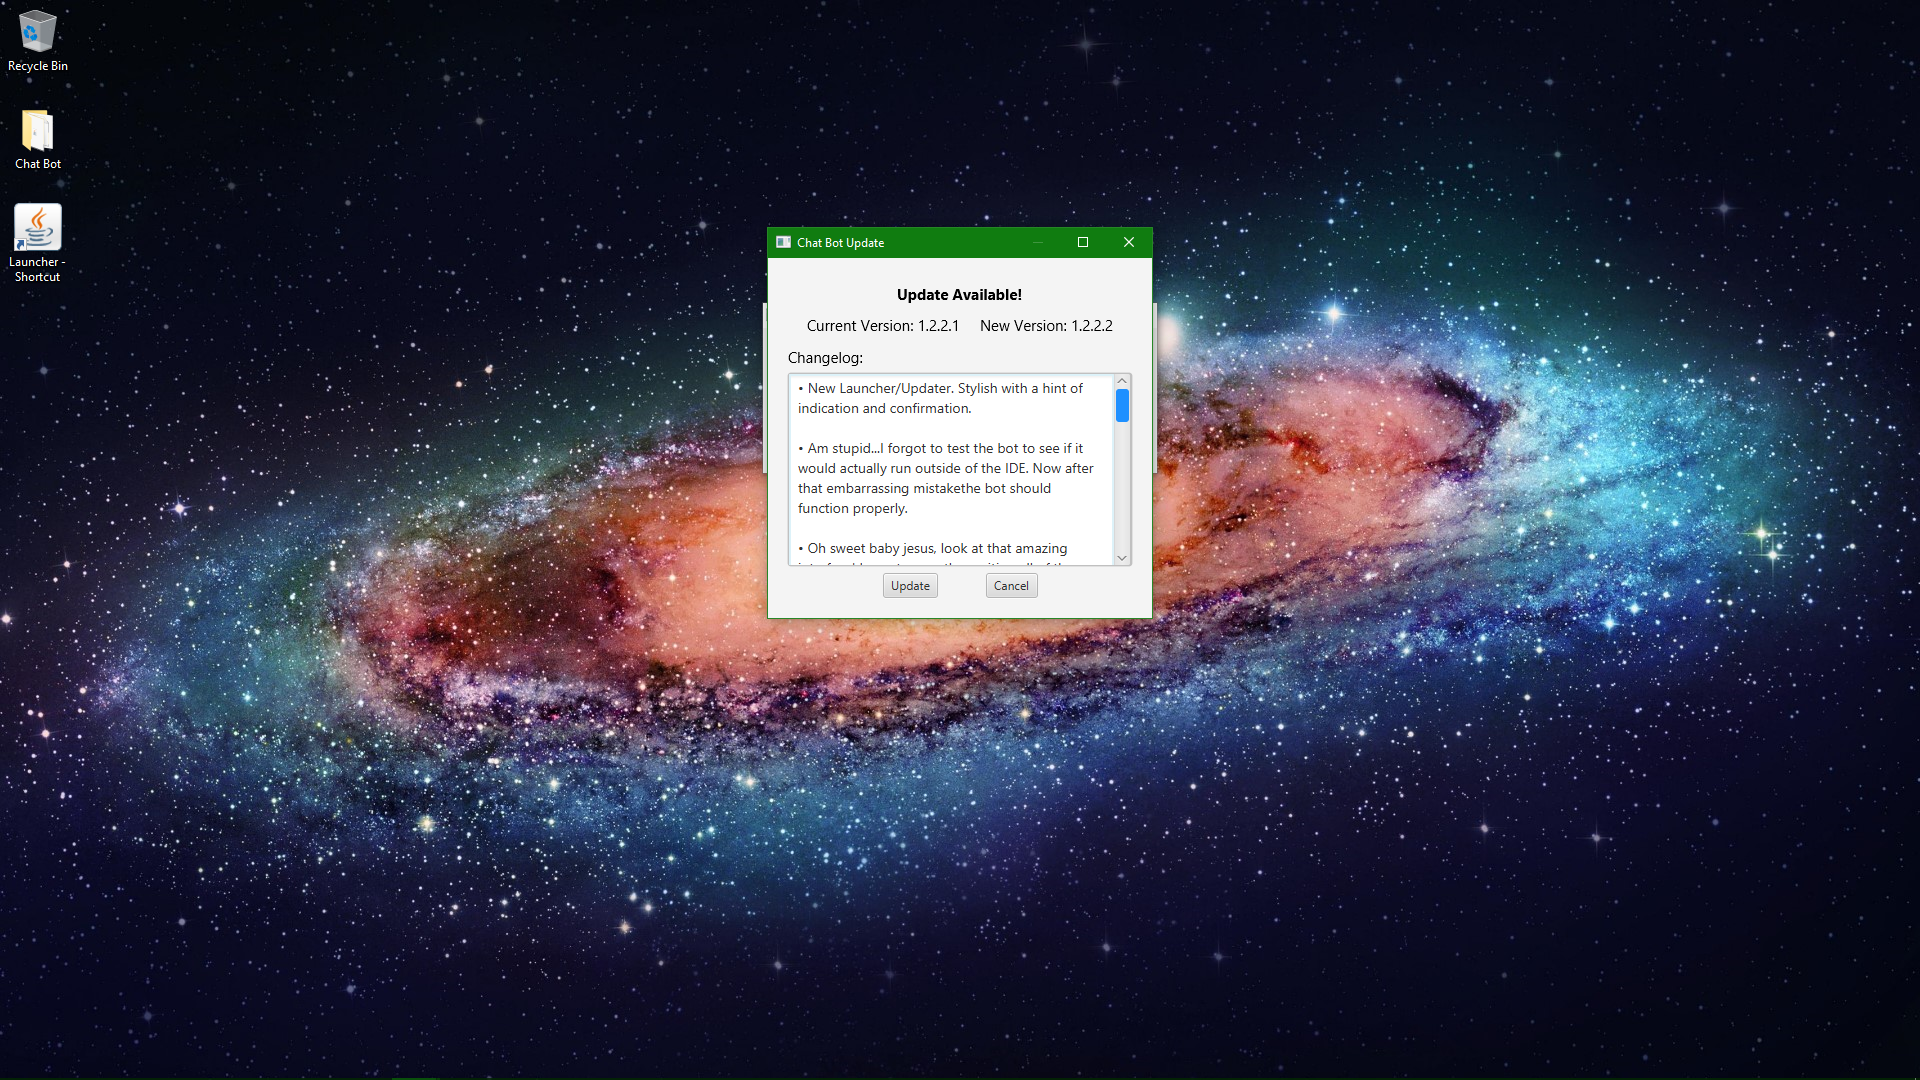 Recycle Bin
Chat Bot
Launcher -
Shortcut
Chat Bot Update
Update Available!
Current Version: 1.2.2.1 New Version: 1.2.2.2
Changelog:
• New Launcher/Updater. Stylish with a hint of
indication and confirmation.
• Am stupid...I forgot to test the bot to see if it
would actually run outside of the IDE. Now after
that embarrassing mistakethe bot should
function properly.
• Oh sweet baby jesus, look at that amazing
Update Cancel